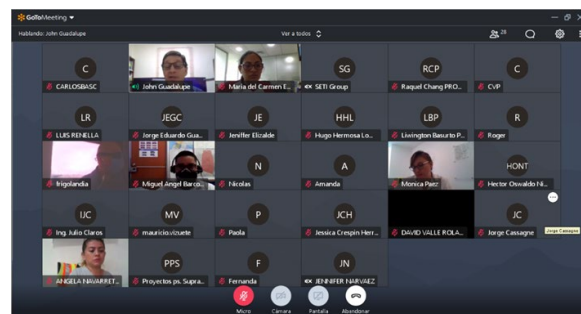 GoToMeeting
Hablando: John Guadalupe
Ver a todos
28
C
SG
RCP
C
CARLOSBASC
John Guadalupe
Maria del Carmen E...
SETI Group
Raquel Chang PRO...
CVP
LR
JEGC
JE
HHL
LBP
R
LUIS RENELLA
Jorge Eduardo Gua...
Jeniffer Elizalde
Hugo Hermosa Lo...
Liwington Basurto P...
Roger
N
A
HONT
frigolandia
Miguel Angel Barco...
Nicolas
Amanda
Monica Paez
Hector Oswaldo Ni...
IJC
MV
P
JCH
JC
Ing. Julio Claros
mauricio.vizuete
Paola
Jessica Crespin Herr...
DAVID VALLE ROLA...
Jorge Cassagne
Jorge Cassagne
PPS
F
JN
ANGELA NAVARRET...
Proyectos ps. Supra...
Fernanda
JENNIFER NARVAEZ
Micro
Cámara
Pantalla
Abandonar